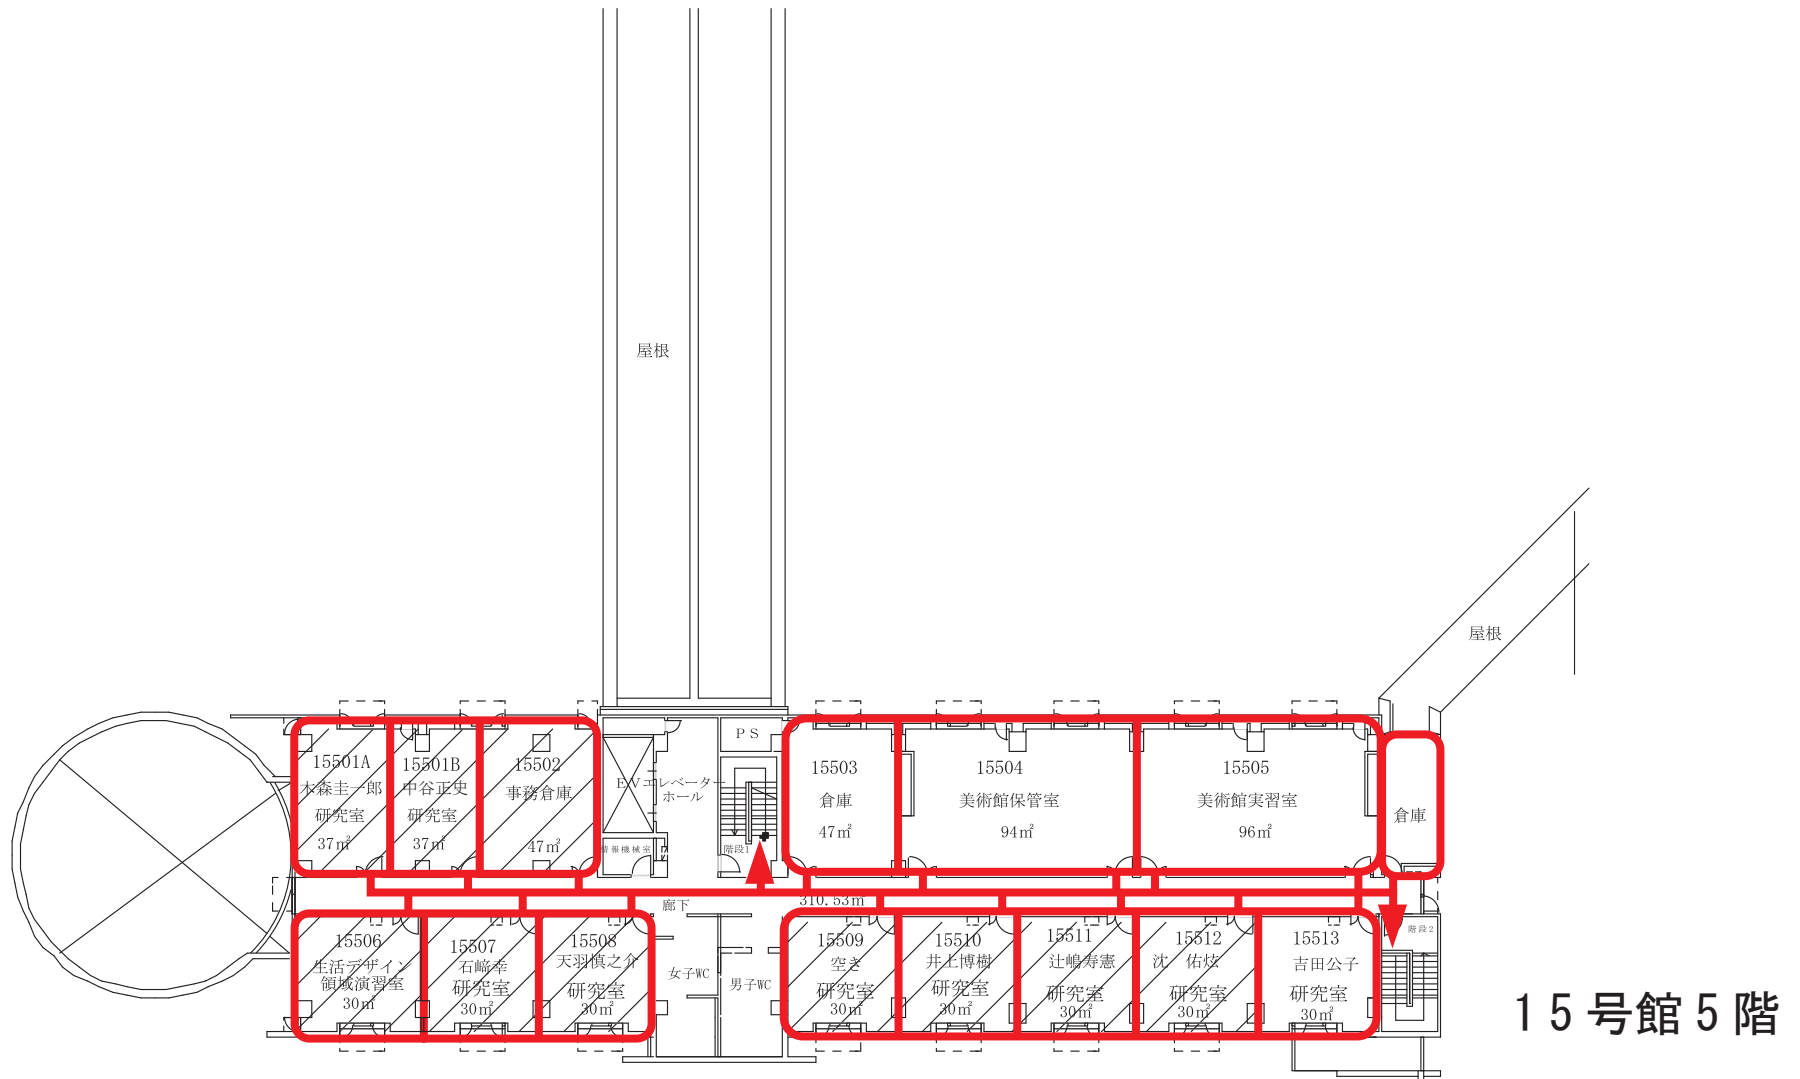 屋根
屋根
15501A
木森圭一郎
研究室
37㎡
15501B
中谷正史
研究室
37㎡
15502
事務倉庫
47㎡
EVエレベーター
ホール
情報機械室
PS
階段1
15503
倉庫
47㎡
15504
美術館保管室
94㎡
15505
美術館実習室
96㎡
倉庫
廊下
310.53㎡
15506
生活デザイン
領域演習室
30㎡
15507
石﨑幸
研究室
30㎡
15508
天羽慎之介
研究室
30㎡
女子WC
男子WC
15509
空き
研究室
30㎡
15510
井上博樹
研究室
30㎡
15511
辻嶋寿憲
研究室
30㎡
15512
沈 佑炫
研究室
30㎡
15513
吉田公子
研究室
30㎡
階段2
15号館5階